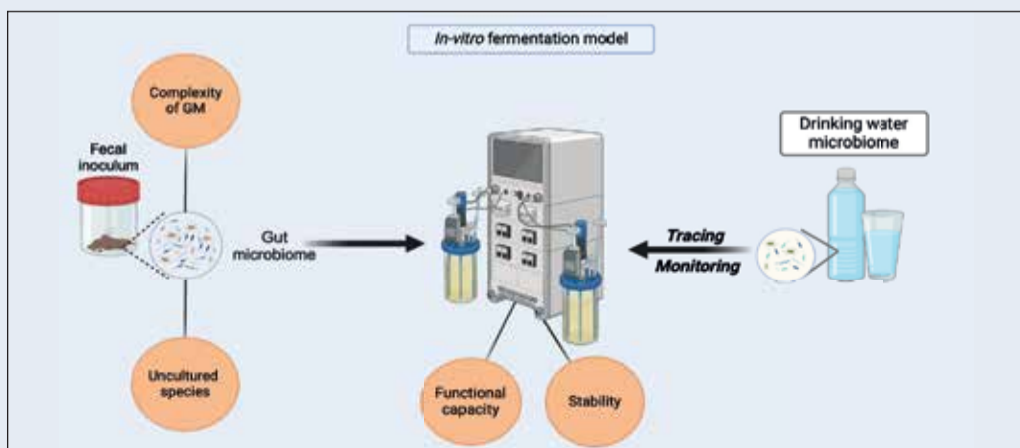 In-vitro fermentation model
Complexity
of GM
Fecal
inoculum
Gut
microbiome
Uncultured
species
Functional
capacity
Stability
Tracing
Monitoring
Drinking water
microbiome